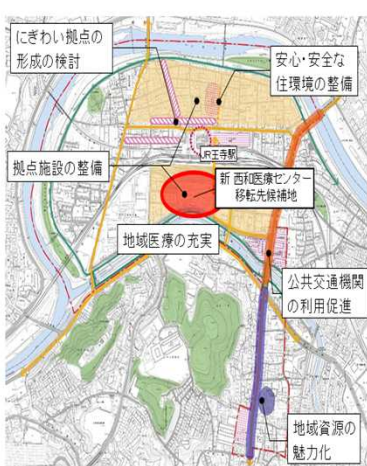 にぎわい拠点の
形成の検討
安心・安全な
住環境の整備
JR王寺駅
拠点施設の整備
新 西和医療センター
移転先候補地
地域医療の充実
公共交通機関
の利用促進
地域資源の
魅力化